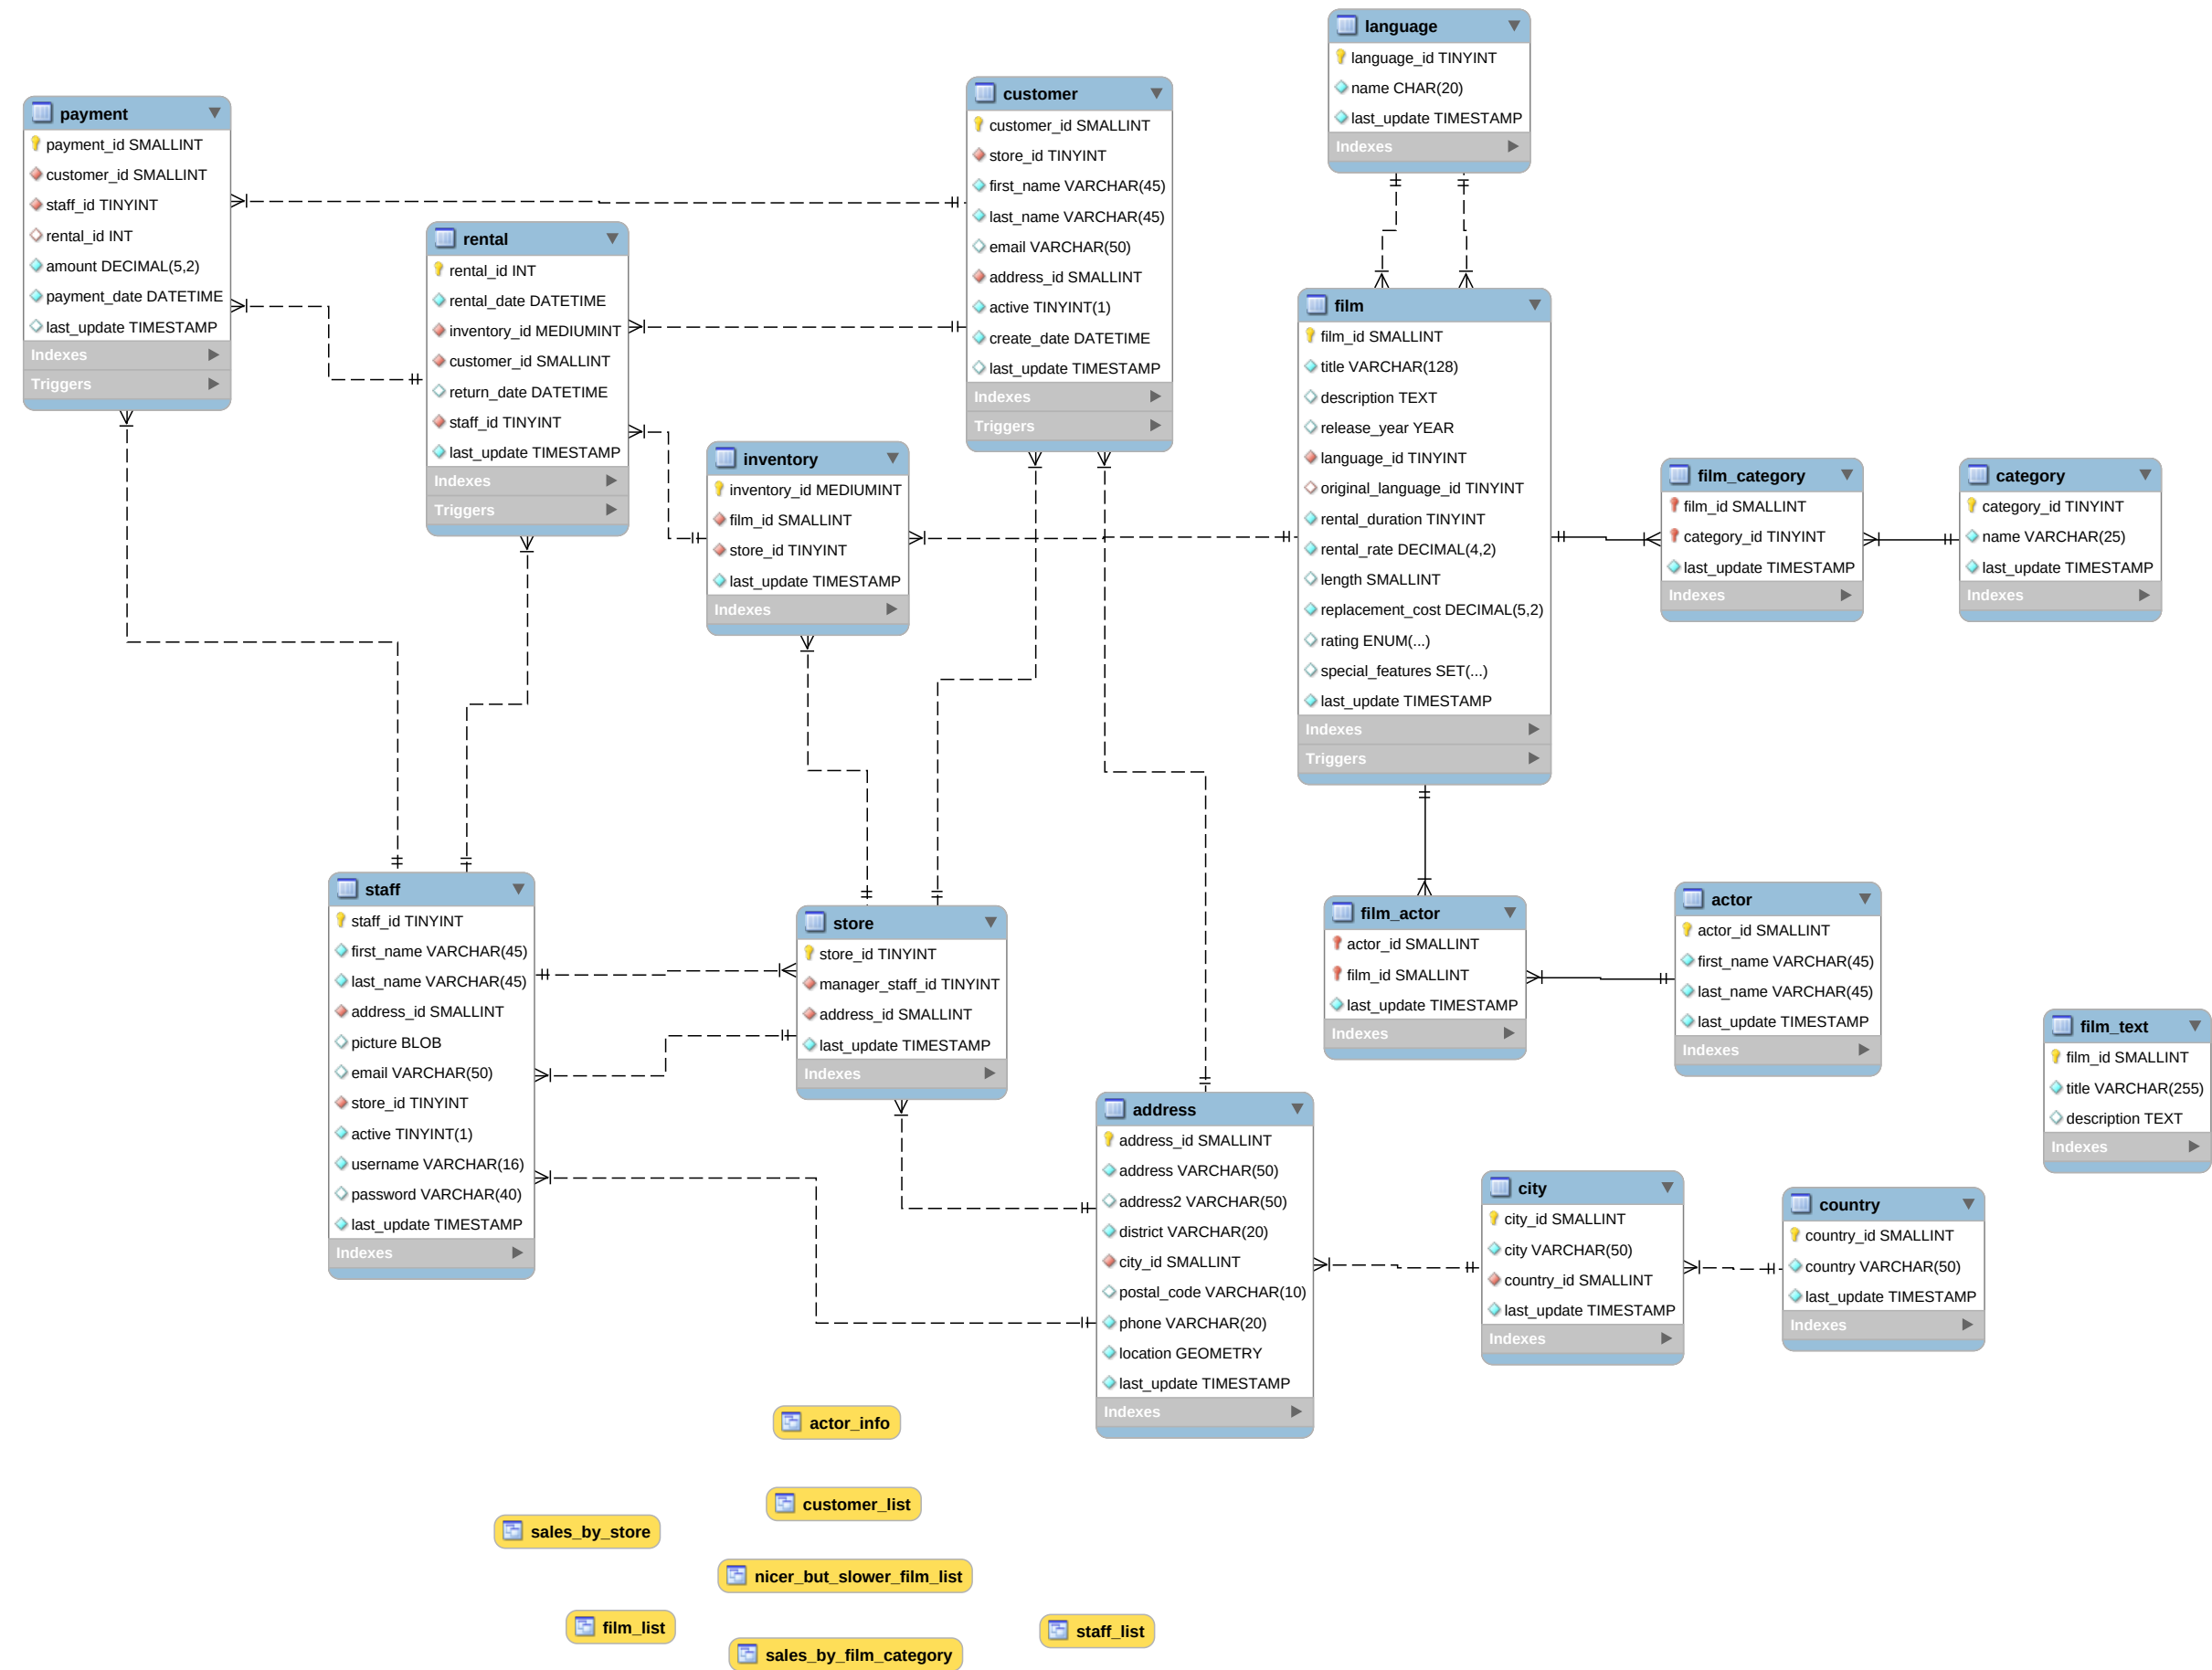 language
language_id TINYINT
name CHAR(20)
last_update TIMESTAMP
Indexes
customer
customer_id SMALLINT
store_id TINYINT
first_name VARCHAR(45)
last_name VARCHAR(45)
email VARCHAR(50)
address_id SMALLINT
active TINYINT(1)
create_date DATETIME
last_update TIMESTAMP
Indexes
Triggers
payment
payment_id SMALLINT
customer_id SMALLINT
staff_id TINYINT
rental_id INT
amount DECIMAL(5,2)
payment_date DATETIME
last_update TIMESTAMP
Indexes
Triggers
rental
rental_id INT
rental_date DATETIME
inventory_id MEDIUMINT
customer_id SMALLINT
return_date DATETIME
staff_id TINYINT
last_update TIMESTAMP
Indexes
Triggers
inventory
inventory_id MEDIUMINT
film_id SMALLINT
store_id TINYINT
last_update TIMESTAMP
Indexes
film
film_id SMALLINT
title VARCHAR(128)
description TEXT
release_year YEAR
language_id TINYINT
original_language_id TINYINT
rental_duration TINYINT
rental_rate DECIMAL(4,2)
length SMALLINT
replacement_cost DECIMAL(5,2)
rating ENUM(...)
special_features SET(...)
last_update TIMESTAMP
Indexes
Triggers
film_category
film_id SMALLINT
category_id TINYINT
last_update TIMESTAMP
Indexes
category
category_id TINYINT
name VARCHAR(25)
last_update TIMESTAMP
Indexes
staff
staff_id TINYINT
first_name VARCHAR(45)
last_name VARCHAR(45)
address_id SMALLINT
picture BLOB
email VARCHAR(50)
store_id TINYINT
active TINYINT(1)
username VARCHAR(16)
password VARCHAR(40)
last_update TIMESTAMP
Indexes
store
store_id TINYINT
manager_staff_id TINYINT
address_id SMALLINT
last_update TIMESTAMP
Indexes
film_actor
actor_id SMALLINT
film_id SMALLINT
last_update TIMESTAMP
Indexes
actor
actor_id SMALLINT
first_name VARCHAR(45)
last_name VARCHAR(45)
last_update TIMESTAMP
Indexes
film_text
film_id SMALLINT
title VARCHAR(255)
description TEXT
Indexes
address
address_id SMALLINT
address VARCHAR(50)
address2 VARCHAR(50)
district VARCHAR(20)
city_id SMALLINT
postal_code VARCHAR(10)
phone VARCHAR(20)
location GEOMETRY
last_update TIMESTAMP
Indexes
city
city_id SMALLINT
city VARCHAR(50)
country_id SMALLINT
last_update TIMESTAMP
Indexes
country
country_id SMALLINT
country VARCHAR(50)
last_update TIMESTAMP
Indexes
actor_info
customer_list
sales_by_store
nicer_but_slower_film_list
film_list
staff_list
sales_by_film_category